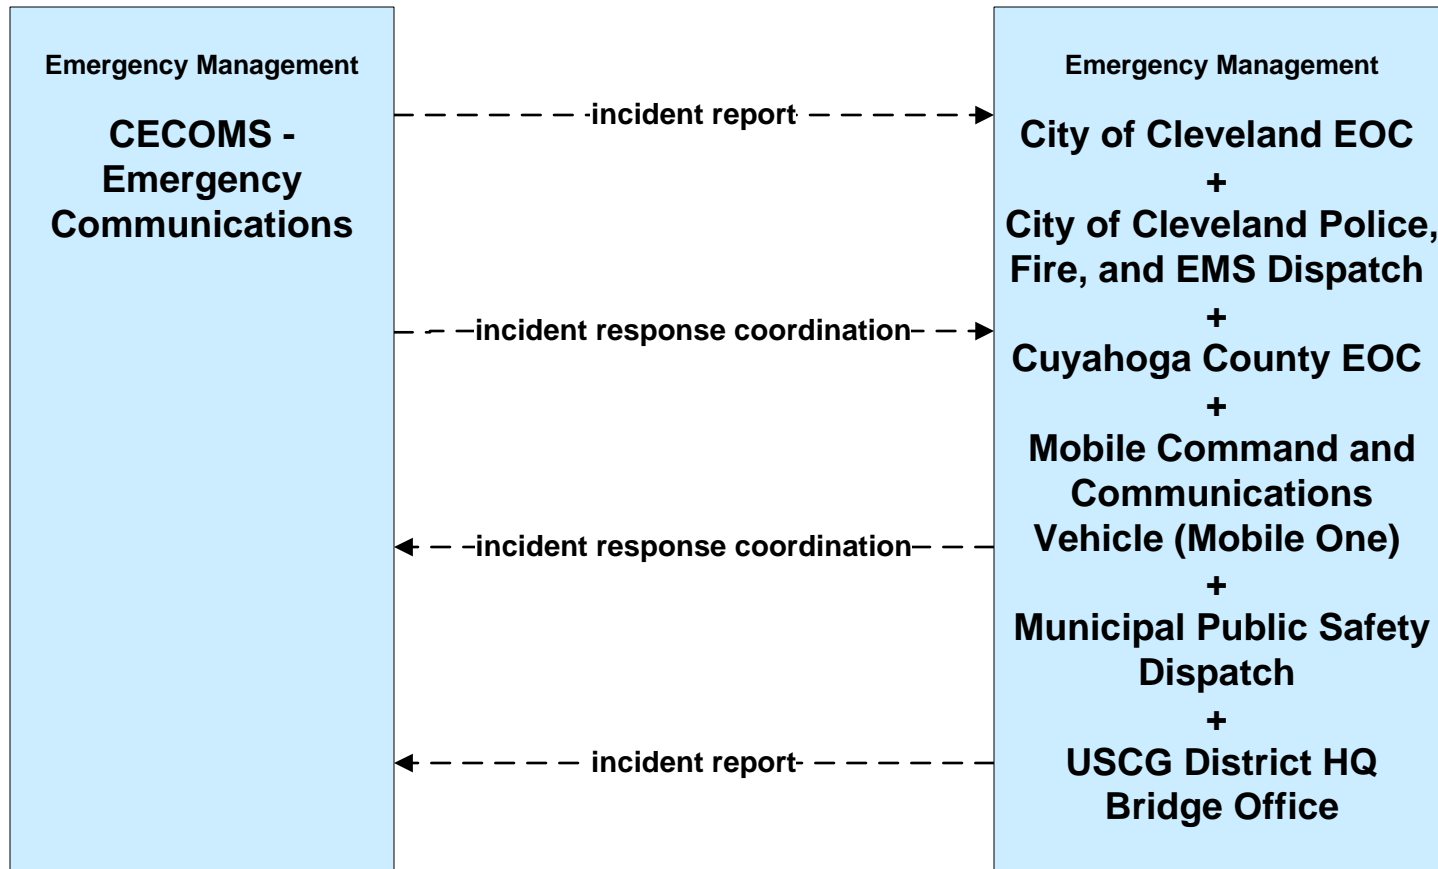 Emergency Management
CECOMS -
Emergency
Communications
incident report
incident response coordination
incident response coordination
incident report
Emergency Management
City of Cleveland EOC
+
City of Cleveland Police,
Fire, and EMS Dispatch
+
Cuyahoga County EOC
+
Mobile Command and
Communications
Vehicle (Mobile One)
+
Municipal Public Safety
Dispatch
+
USCG District HQ
Bridge Office